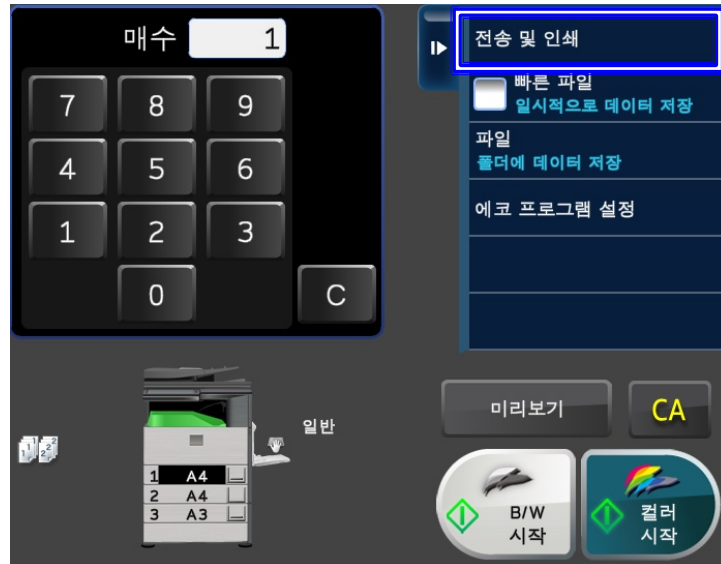 매수 1
7 8 9
4 5 6
1 2 3
0 C
전송 및 인쇄
빠른 파일
일시적으로 데이터 저장
파일
폴더에 데이터 저장
에코 프로그램 설정
일반
1 A4
2 A4
3 A3
미리보기
CA
B/W
시작
컬러
시작